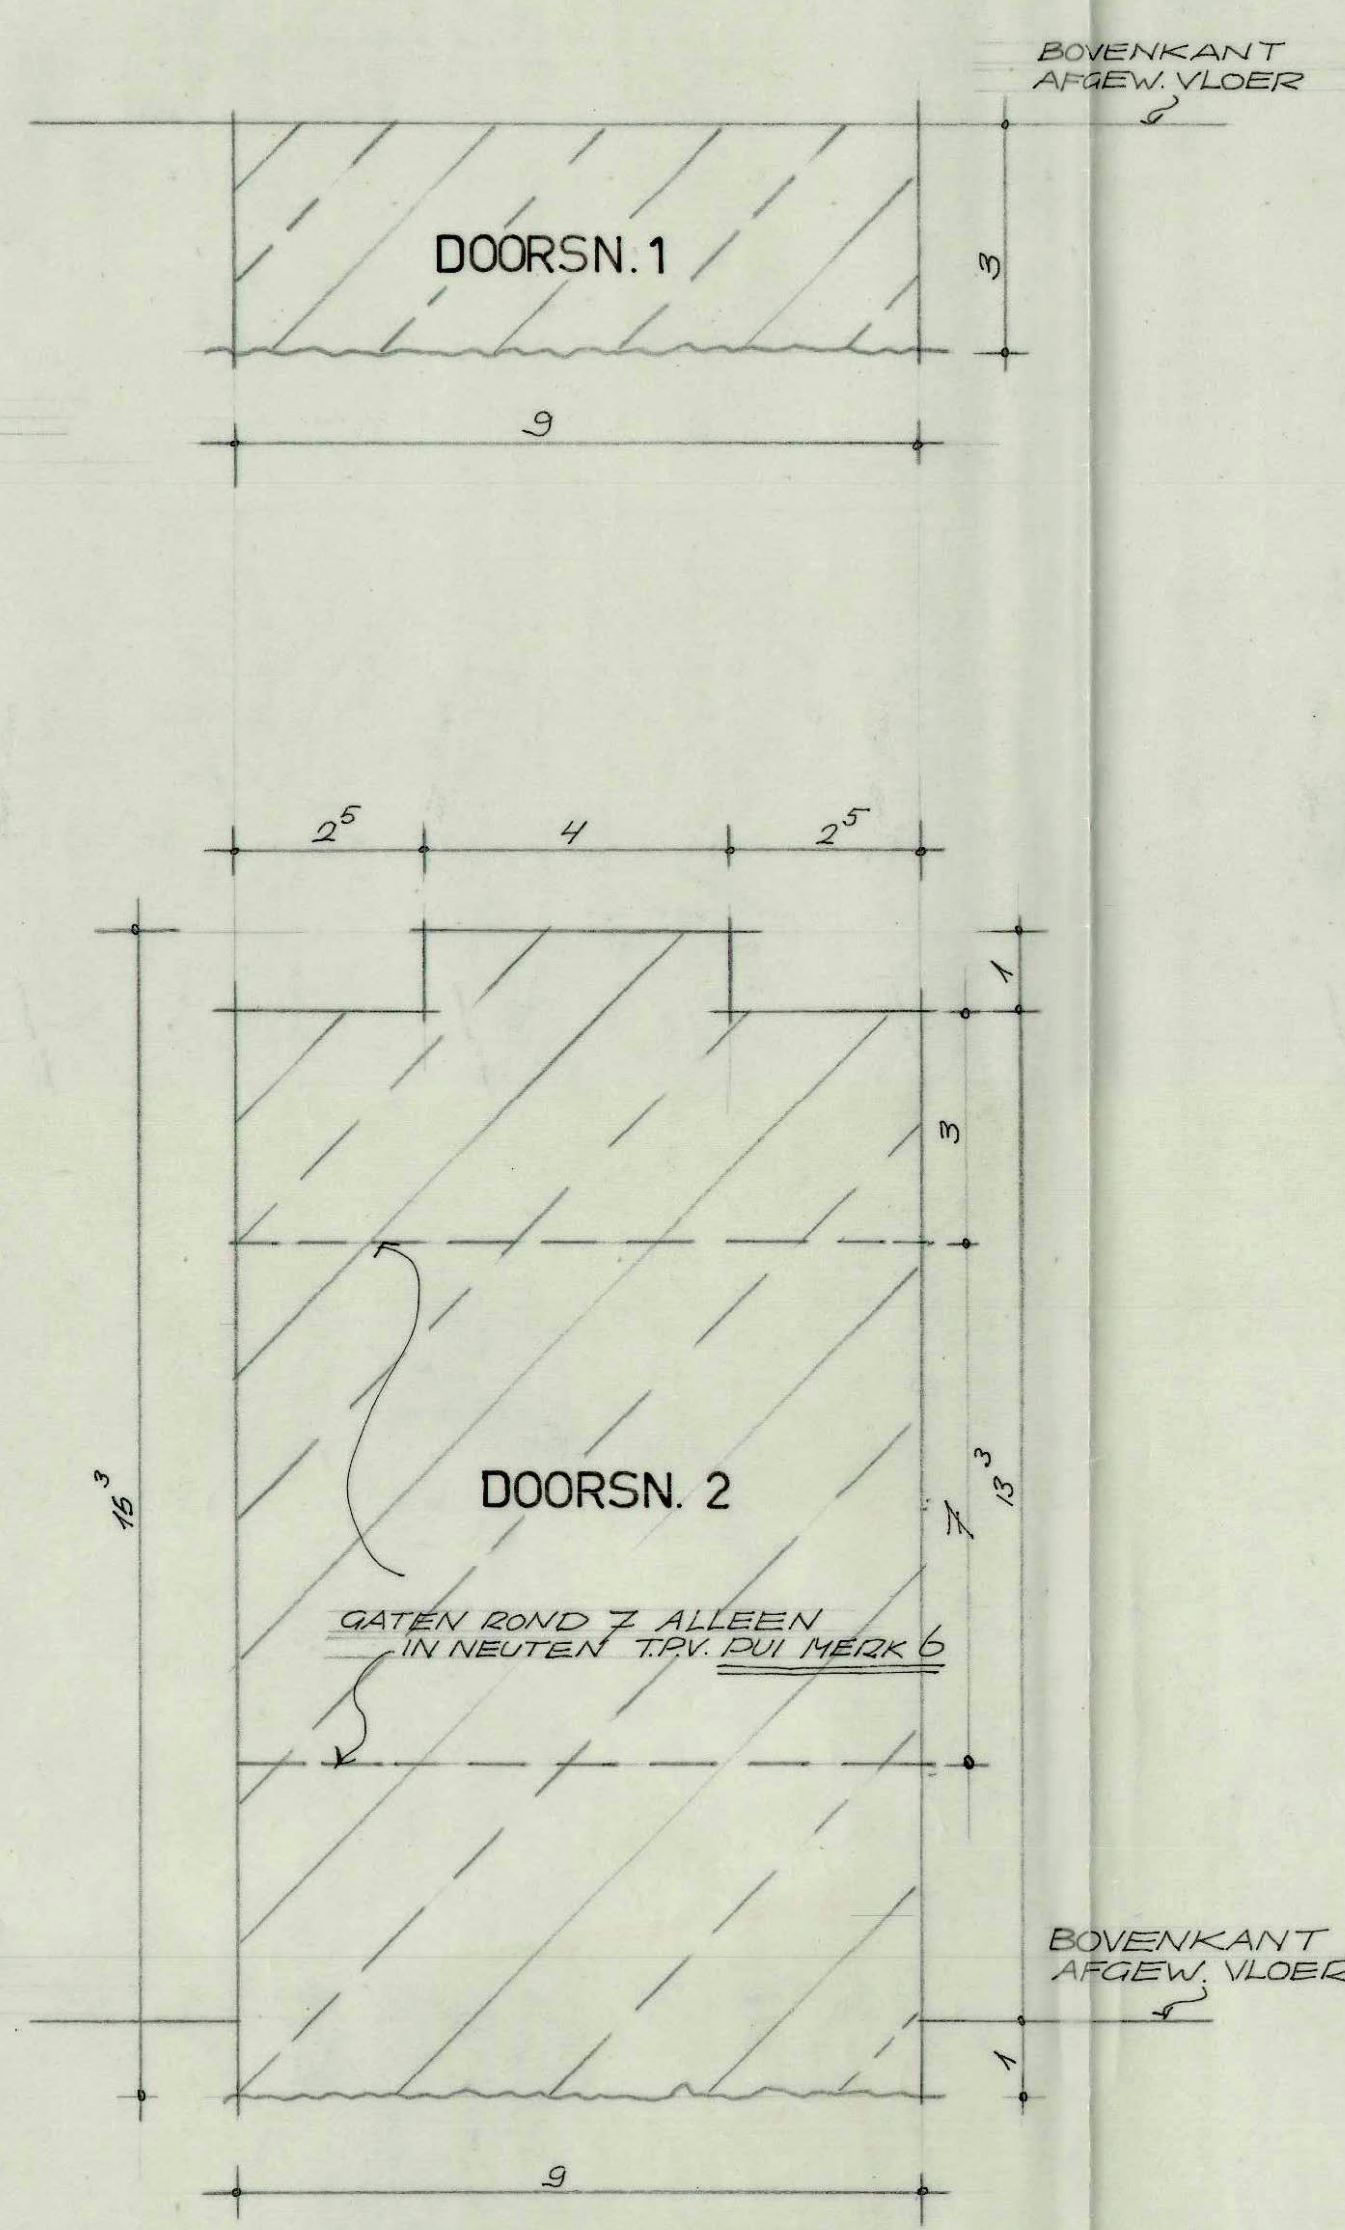 BOVENKANT
AFGEW. VLOER
DOORSN. 1
3
9
2⁵ 4 2⁵
1
3
15³
DOORSN. 2
7
13³
GATEN ROND 7 ALLEEN
IN NEUTEN T.P.V. PUI MERK 6
BOVENKANT
AFGEW. VLOER
1
9